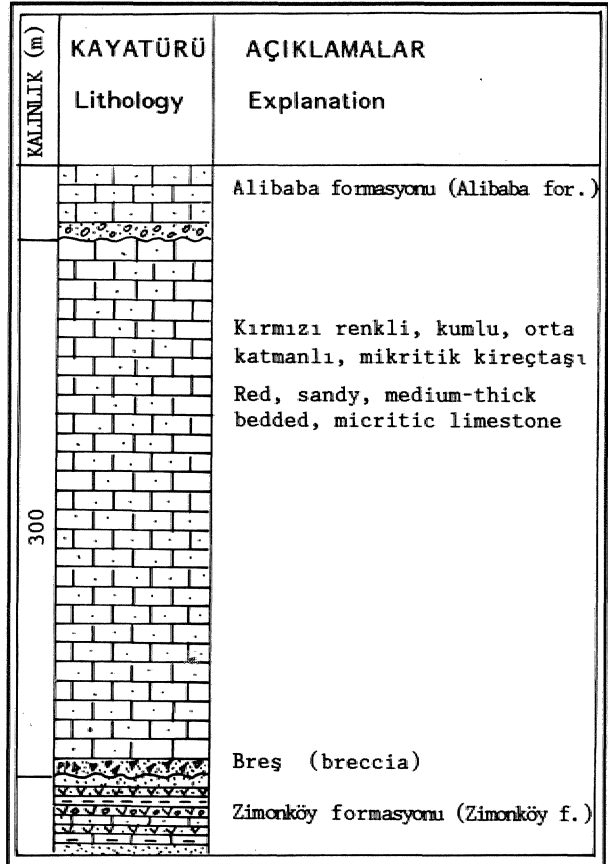 KALINLIK (m)
KAYATÜRÜ
Lithology
AÇIKLAMALAR
Explanation
Alibaba formasyonu (Alibaba for.)
Kırmızı renkli, kumlu, orta
katmanlı, mikritik kireçtaşı
Red, sandy, medium-thick
bedded, micritic limestone
300
Breş (breccia)
Zimonköy formasyonu (Zimonköy f.)